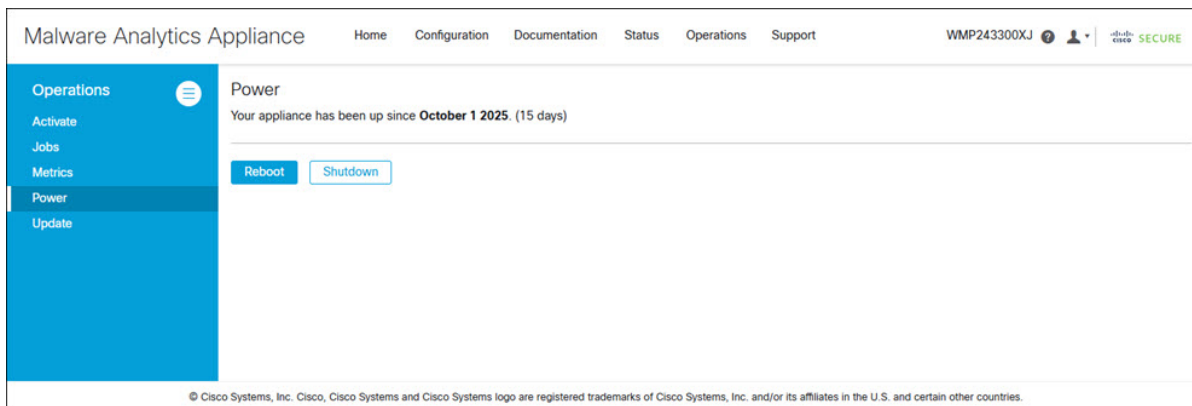 Malware Analytics Appliance
Home Configuration Documentation Status Operations Support
WMP243300XJ
CISCO SECURE
Operations
Activate
Jobs
Metrics
Power
Update
Power
Your appliance has been up since October 1 2025. (15 days)
Reboot Shutdown
© Cisco Systems, Inc. Cisco, Cisco Systems and Cisco Systems logo are registered trademarks of Cisco Systems, Inc. and/or its affiliates in the U.S. and certain other countries.